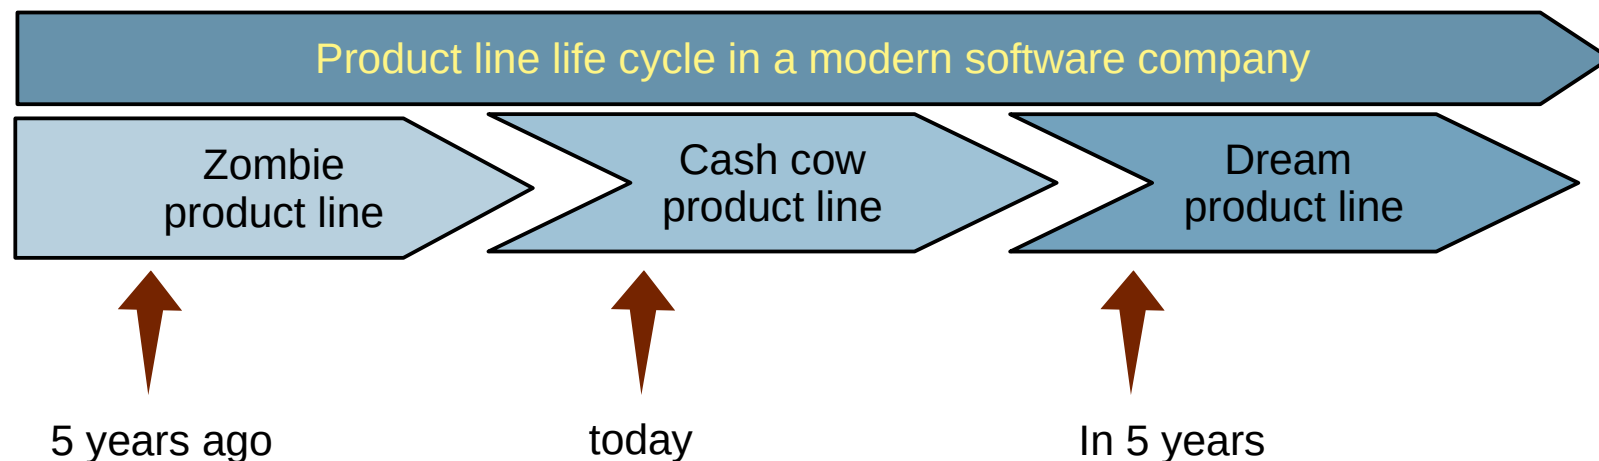 Product line life cycle in a modern software company
Zombie
product line
Cash cow
product line
Dream
product line
5 years ago
today
In 5 years